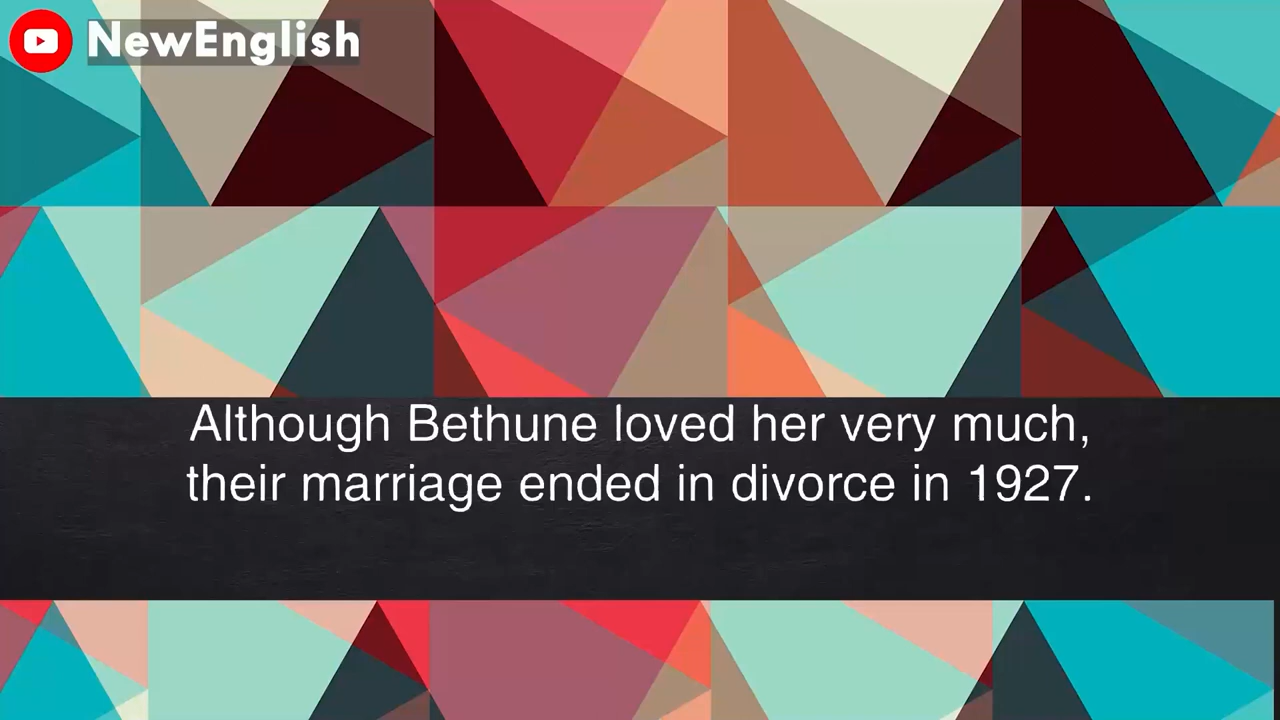 NewEnglish
Although Bethune loved her very much,
their marriage ended in divorce in 1927.